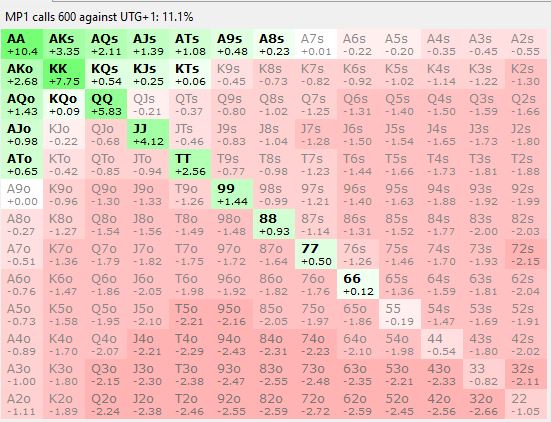 MP1 calls 600 against UTG+1: 11.1%
AA AKs AQs AJs ATs A9s A8s A7s A6s A5s A4s A3s A2s
+10.4 +3.35 +2.11 +1.39 +1.08 +0.48 +0.23 +0.01 -0.22 -0.20 -0.35 -0.45 -0.55
AKo KK KQs KJs KTs K9s K8s K7s K6s K5s K4s K3s K2s
+2.68 +7.75 +0.54 +0.25 +0.06 -0.45 -0.73 -0.82 -0.92 -1.02 -1.14 -1.22 -1.30
AQo KQo QQ QJs QTs Q9s Q8s Q7s Q6s Q5s Q4s Q3s Q2s
+1.43 +0.09 +5.83 -0.21 -0.37 -0.80 -1.02 -1.25 -1.31 -1.40 -1.50 -1.59 -1.66
AJo KJo QJo JJ JTs J9s J8s J7s J6s J5s J4s J3s J2s
+0.98 -0.22 -0.68 +4.12 -0.46 -0.83 -1.04 -1.28 -1.50 -1.54 -1.65 -1.73 -1.80
ATo KTo QTo JTo TT T9s T8s T7s T6s T5s T4s T3s T2s
+0.65 -0.42 -0.85 -0.94 +2.56 -0.77 -0.98 -1.23 -1.44 -1.66 -1.73 -1.81 -1.88
A9o K9o Q9o J9o T9o 99 98s 97s 96s 95s 94s 93s 92s
+0.00 -0.96 -1.30 -1.33 -1.26 +1.44 -0.99 -1.21 -1.40 -1.63 -1.88 -1.92 -1.99
A8o K8o Q8o J8o T8o 98o 88 87s 86s 85s 84s 83s 82s
-0.27 -1.27 -1.54 -1.56 -1.49 -1.48 +0.93 -1.14 -1.31 -1.52 -1.77 -2.00 -2.03
A7o K7o Q7o J7o T7o 97o 87o 77 76s 75s 74s 73s 72s
-0.51 -1.36 -1.79 -1.82 -1.75 -1.72 -1.64 +0.50 -1.26 -1.46 -1.70 -1.93 -2.15
A6o K6o Q6o J6o T6o 96o 86o 76o 66 65s 64s 63s 62s
-0.76 -1.47 -1.86 -2.05 -1.98 -1.92 -1.82 -1.76 +0.12 -1.36 -1.59 -1.81 -2.04
A5o K5o Q5o J5o T5o 95o 85o 75o 65o 55 54s 53s 52s
-0.73 -1.58 -1.95 -2.10 -2.21 -2.16 -2.05 -1.97 -1.86 -0.19 -1.47 -1.69 -1.91
A4o K4o Q4o J4o T4o 94o 84o 74o 64o 54o 44 43s 42s
-0.89 -1.70 -2.07 -2.21 -2.29 -2.43 -2.31 -2.23 -2.10 -1.98 -0.54 -1.80 -2.02
A3o K3o Q3o J3o T3o 93o 83o 73o 63o 53o 43o 33 32s
-1.00 -1.80 -2.15 -2.30 -2.38 -2.47 -2.55 -2.48 -2.35 -2.21 -2.33 -0.82 -2.11
A2o K2o Q2o J2o T2o 92o 82o 72o 62o 52o 42o 32o 22
-1.11 -1.89 -2.24 -2.38 -2.46 -2.55 -2.59 -2.72 -2.59 -2.45 -2.56 -2.66 -1.05